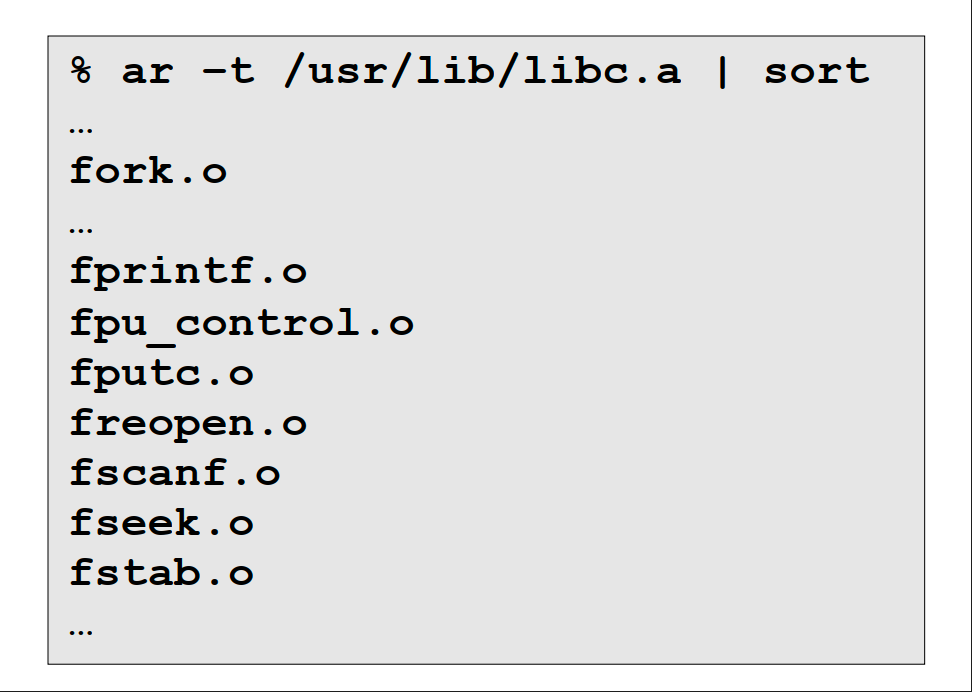 % ar –t /usr/lib/libc.a | sort
…
fork.o
…
fprintf.o
fpu_control.o
fputc.o
freopen.o
fscanf.o
fseek.o
fstab.o
…